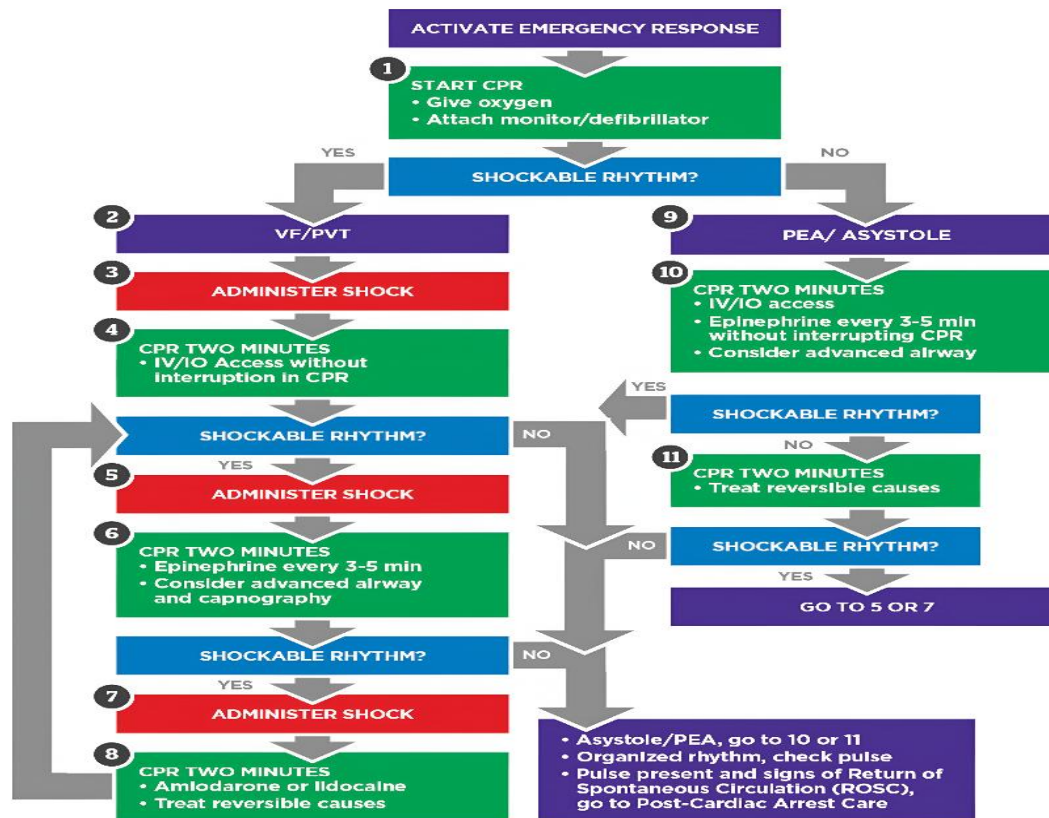 ACTIVATE EMERGENCY RESPONSE
1
START CPR
• Give oxygen
• Attach monitor/defibrillator
YES
NO
SHOCKABLE RHYTHM?
2
VF/PVT
3
ADMINISTER SHOCK
4
CPR TWO MINUTES
• IV/IO Access without
interruption in CPR
SHOCKABLE RHYTHM?
NO
YES
5
ADMINISTER SHOCK
6
CPR TWO MINUTES
• Epinephrine every 3-5 min
• Consider advanced airway
and capnography
SHOCKABLE RHYTHM?
NO
YES
7
ADMINISTER SHOCK
8
CPR TWO MINUTES
• Amiodarone or lidocaine
• Treat reversible causes
9
PEA/ ASYSTOLE
10
CPR TWO MINUTES
• IV/IO access
• Epinephrine every 3-5 min
without interrupting CPR
• Consider advanced airway
YES
SHOCKABLE RHYTHM?
NO
11
CPR TWO MINUTES
• Treat reversible causes
NO
SHOCKABLE RHYTHM?
YES
GO TO 5 OR 7
• Asystole/PEA, go to 10 or 11
• Organized rhythm, check pulse
• Pulse present and signs of Return of
Spontaneous Circulation (ROSC),
go to Post-Cardiac Arrest Care